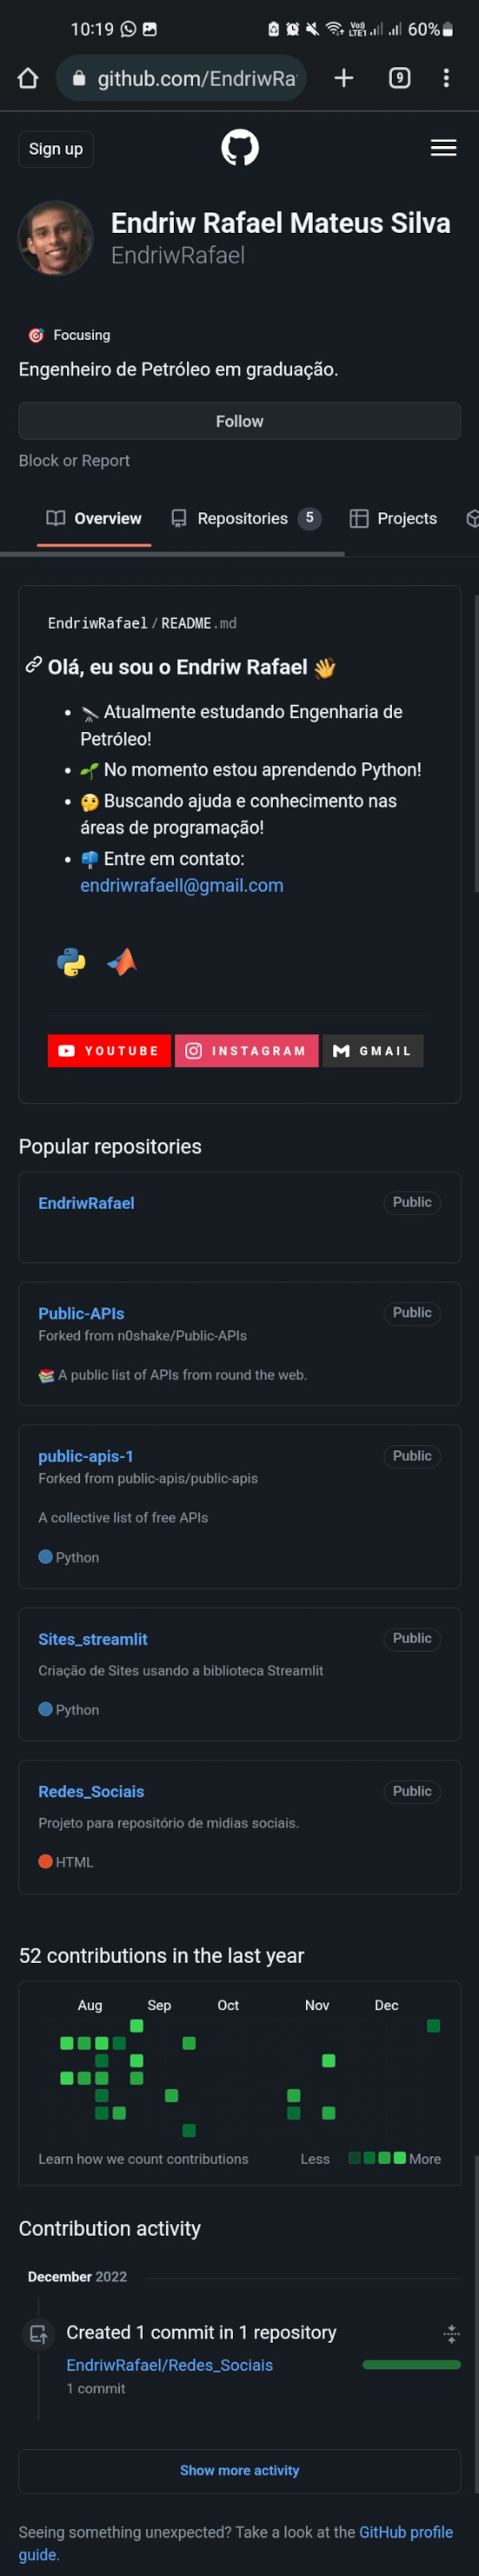 10:19 Vo)) LTE1 60%
github.com/EndriwRa 9
Sign up
Endriw Rafael Mateus Silva
EndriwRafael
🎯 Focusing
Engenheiro de Petróleo em graduação.
Follow
Block or Report
Overview Repositories 5 Projects
EndriwRafael / README.md
Olá, eu sou o Endriw Rafael 👋
• 🔭 Atualmente estudando Engenharia de
Petróleo!
• 🌱 No momento estou aprendendo Python!
• 🤔 Buscando ajuda e conhecimento nas
áreas de programação!
• 📫 Entre em contato:
endriwrafaell@gmail.com
YOUTUBE INSTAGRAM GMAIL
Popular repositories
EndriwRafael Public
Public-APIs Public
Forked from n0shake/Public-APIs
📚 A public list of APIs from round the web.
public-apis-1 Public
Forked from public-apis/public-apis
A collective list of free APIs
Python
Sites_streamlit Public
Criação de Sites usando a biblioteca Streamlit
Python
Redes_Sociais Public
Projeto para repositório de midias sociais.
HTML
52 contributions in the last year
Aug Sep Oct Nov Dec
Learn how we count contributions Less More
Contribution activity
December 2022
Created 1 commit in 1 repository
EndriwRafael/Redes_Sociais
1 commit
Show more activity
Seeing something unexpected? Take a look at the GitHub profile
guide.